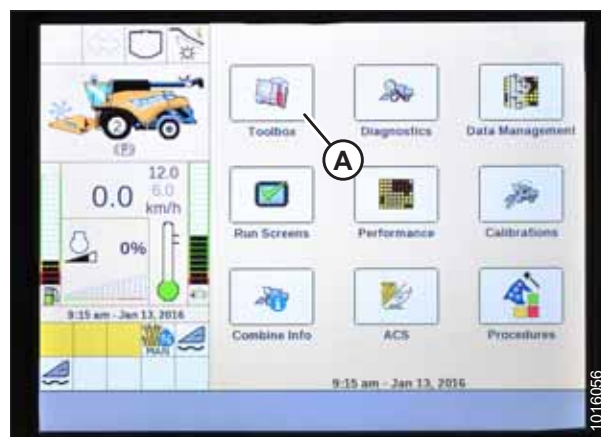 Toolbox
Diagnostics
Data Management
A
Run Screens
Performance
Calibrations
Combine Info
ACS
Procedures
9:15 am - Jan 13, 2016
2
(P)
0.0
12.0
6.0
km/h
0%
9:15 am - Jan 13, 2016
MAN
1016056